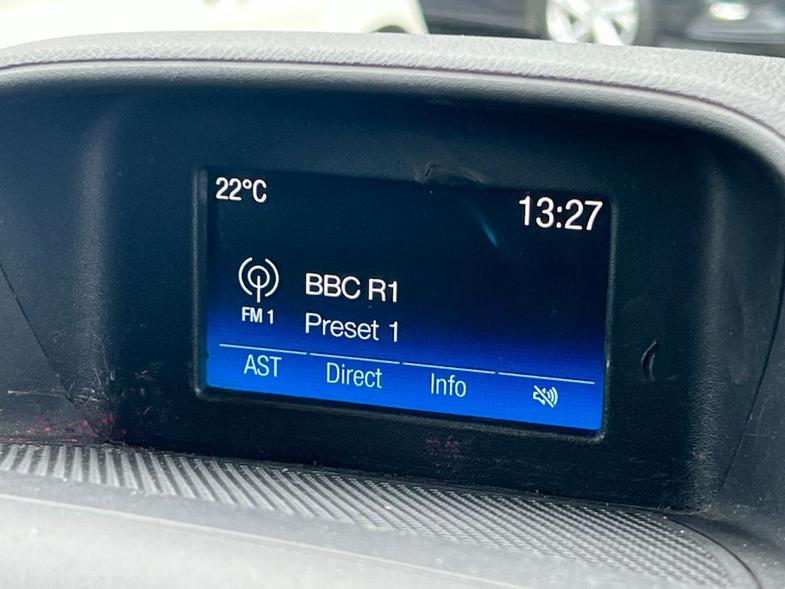 22°C
13:27
BBC R1
FM 1
Preset 1
AST
Direct
Info